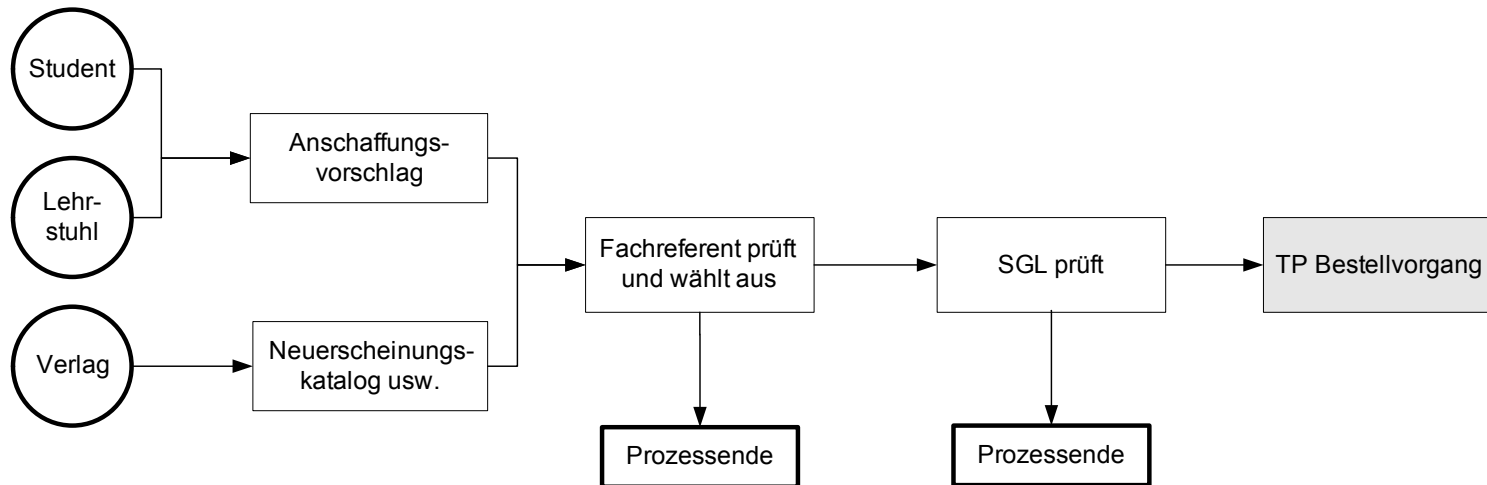 Student
Lehr-
stuhl
Verlag
Anschaffungs-
vorschlag
Neuerscheinungs-
katalog usw.
Fachreferent prüft
und wählt aus
Prozessende
SGL prüft
Prozessende
TP Bestellvorgang